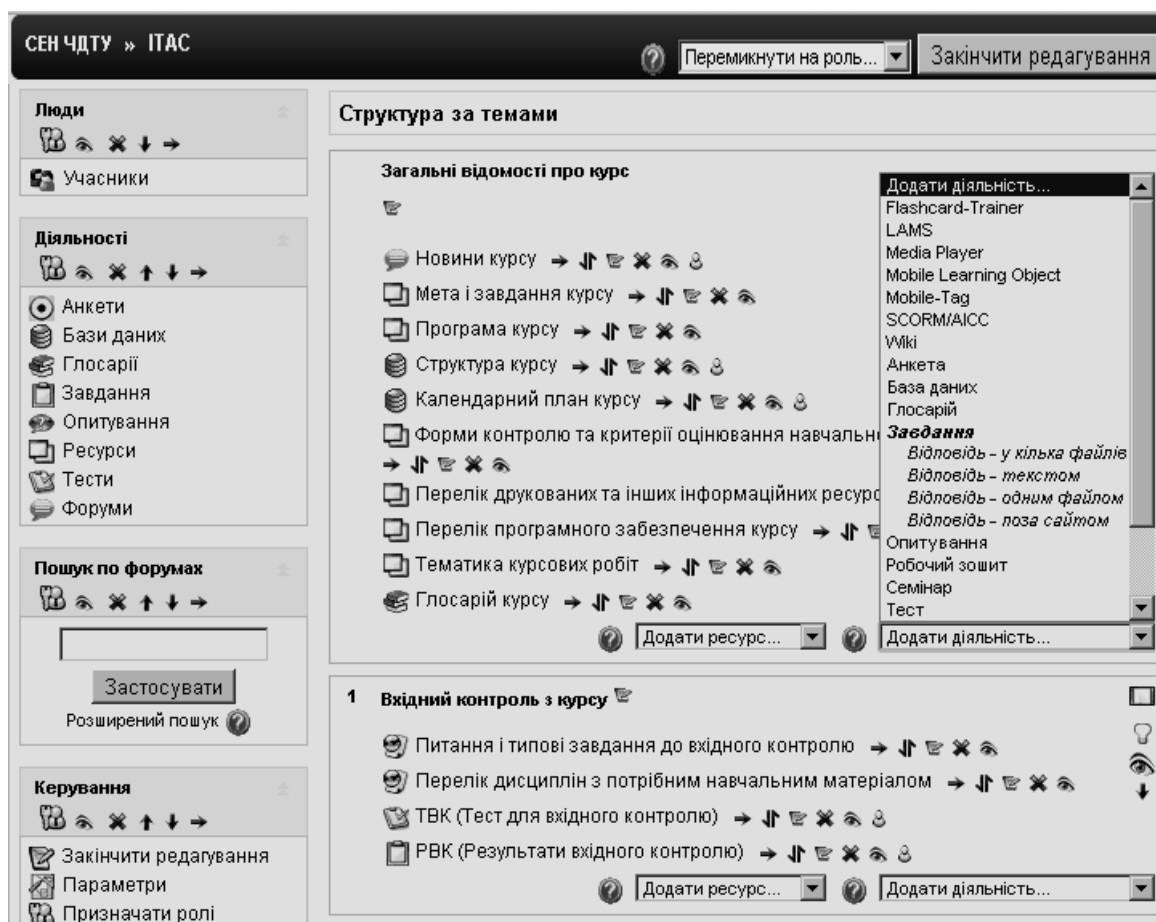 СЕН ЧДТУ » ІТАС
Перемикнути на роль...
Закінчити редагування
Люди
Учасники
Діяльності
Анкети
Бази даних
Глосарії
Завдання
Опитування
Ресурси
Тести
Форуми
Пошук по форумах
Застосувати
Розширений пошук
Керування
Закінчити редагування
Параметри
Призначати ролі
Структура за темами
Загальні відомості про курс
Новини курсу
Мета і завдання курсу
Програма курсу
Структура курсу
Календарний план курсу
Форми контролю та критерії оцінювання
Перелік друкованих та інших інформаційних
Перелік програмного забезпечення курсу
Тематика курсових робіт
Глосарій курсу
Додати ресурс...
Додати діяльність...
Flashcard-Trainer
LAMS
Media Player
Mobile Learning Object
Mobile-Tag
SCORM/AICC
Wiki
Анкета
База даних
Глосарій
Завдання
Відповідь - у кілька файлів
Відповідь - текстом
Відповідь - одним файлом
Відповідь - поза сайтом
Опитування
Робочий зошит
Семінар
Тест
Додати діяльність...
1 Вхідний контроль з курсу
Питання і типові завдання до вхідного контролю
Перелік дисциплін з потрібним навчальним матеріалом
ТВК (Тест для вхідного контролю)
РВК (Результати вхідного контролю)
Додати ресурс...
Додати діяльність...